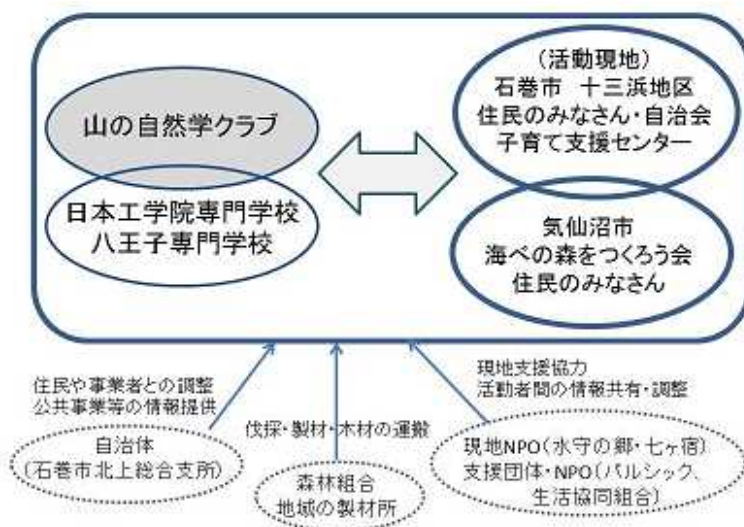 山の自然学クラブ
日本工学院専門学校
八王子専門学校
(活動現地)
石巻市 十三浜地区
住民のみなさん・自治会
子育て支援センター
気仙沼市
海べの森をつくろう会
住民のみなさん
住民や事業者との調整
公共事業等の情報提供
自治体
(石巻市北上総合支所)
伐採・製材・木材の運搬
森林組合
地域の製材所
現地支援協力
活動者間の情報共有・調整
現地NPO(水守の郷・七ヶ宿)
支援団体・NPO(パルシック、
生活協同組合)